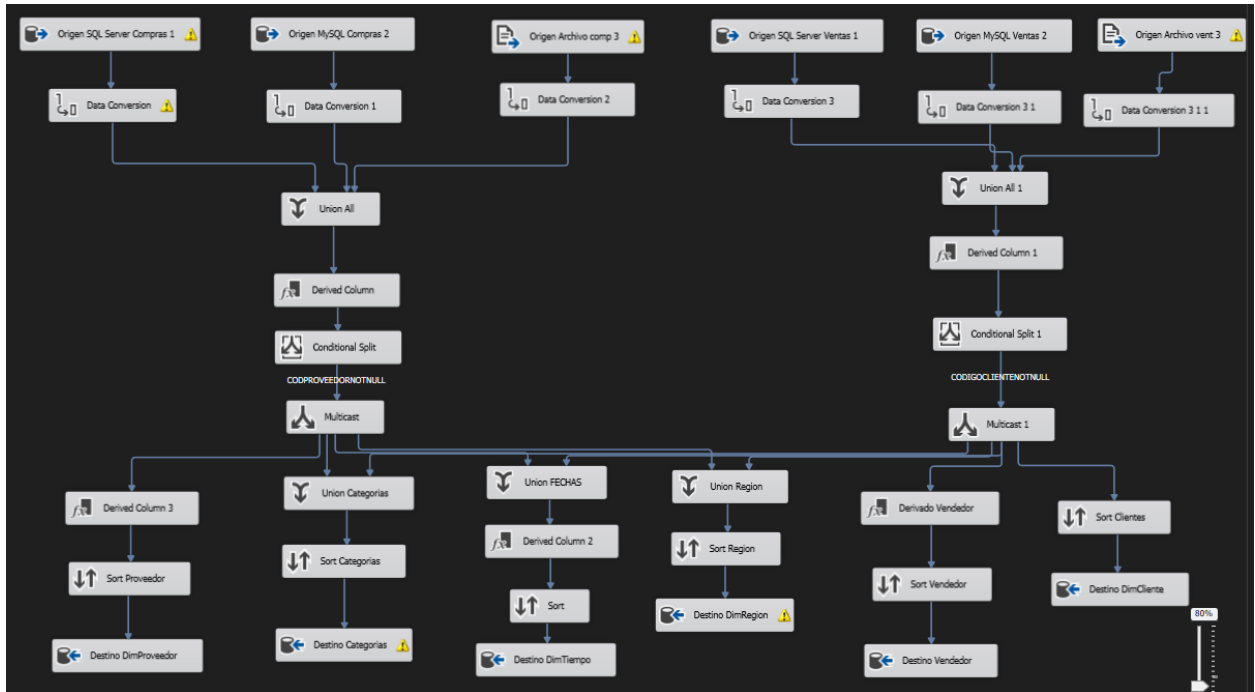 Origen SQL Server Compras 1
Origen MySQL Compras 2
Origen Archivo comp 3
Origen SQL Server Ventas 1
Origen MySQL Ventas 2
Origen Archivo vent 3
Data Conversion
Data Conversion 1
Data Conversion 2
Data Conversion 3
Data Conversion 3 1
Data Conversion 3 1 1
Union All
Union All 1
Derived Column
Derived Column 1
Conditional Split
Conditional Split 1
CODPROVEEDORNOTNULL
CODIGOCLIENTENOTNULL
Multicast
Multicast 1
Derived Column 3
Union Categorias
Union FECHAS
Union Region
Derivado Vendedor
Sort Clientes
Sort Proveedor
Sort Categorias
Derived Column 2
Sort Region
Sort Vendedor
Destino DimCliente
Sort
Destino DimRegion
80%
Destino DimProveedor
Destino Categorias
Destino DimTiempo
Destino Vendedor